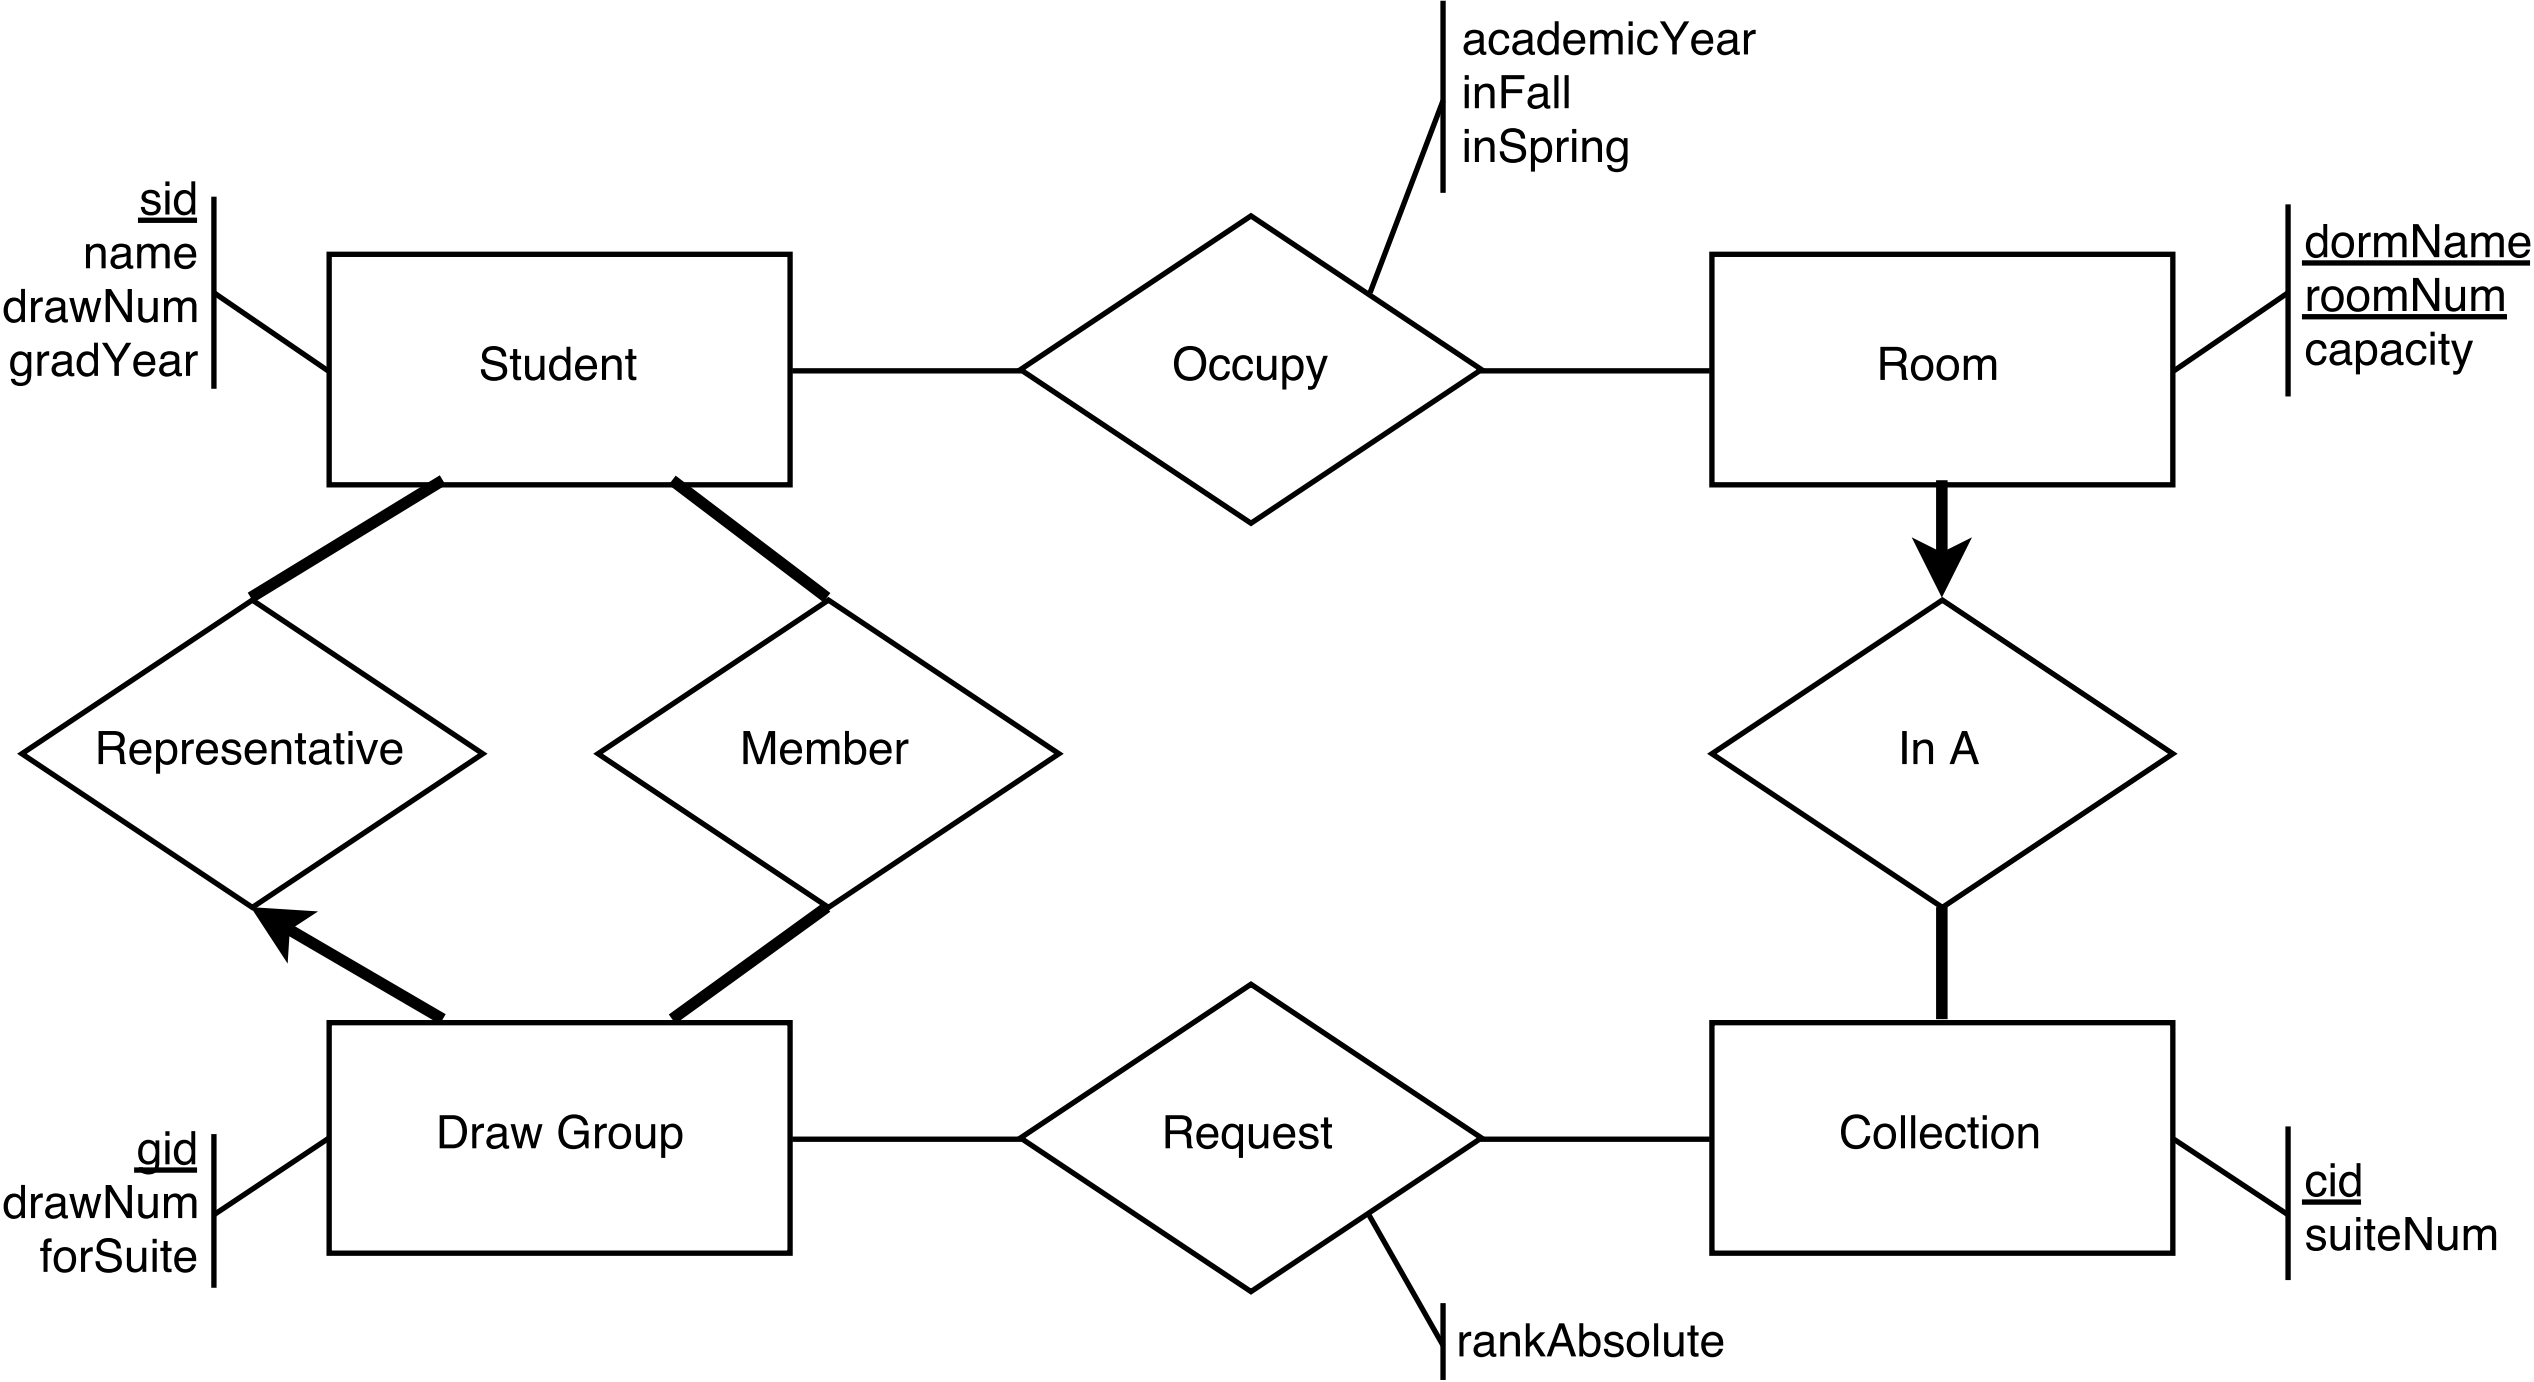 academicYear
inFall
inSpring
sid
name
drawNum
gradYear
Student
Occupy
Room
dormName
roomNum
capacity
Representative
Member
In A
gid
drawNum
forSuite
Draw Group
Request
Collection
cid
suiteNum
rankAbsolute